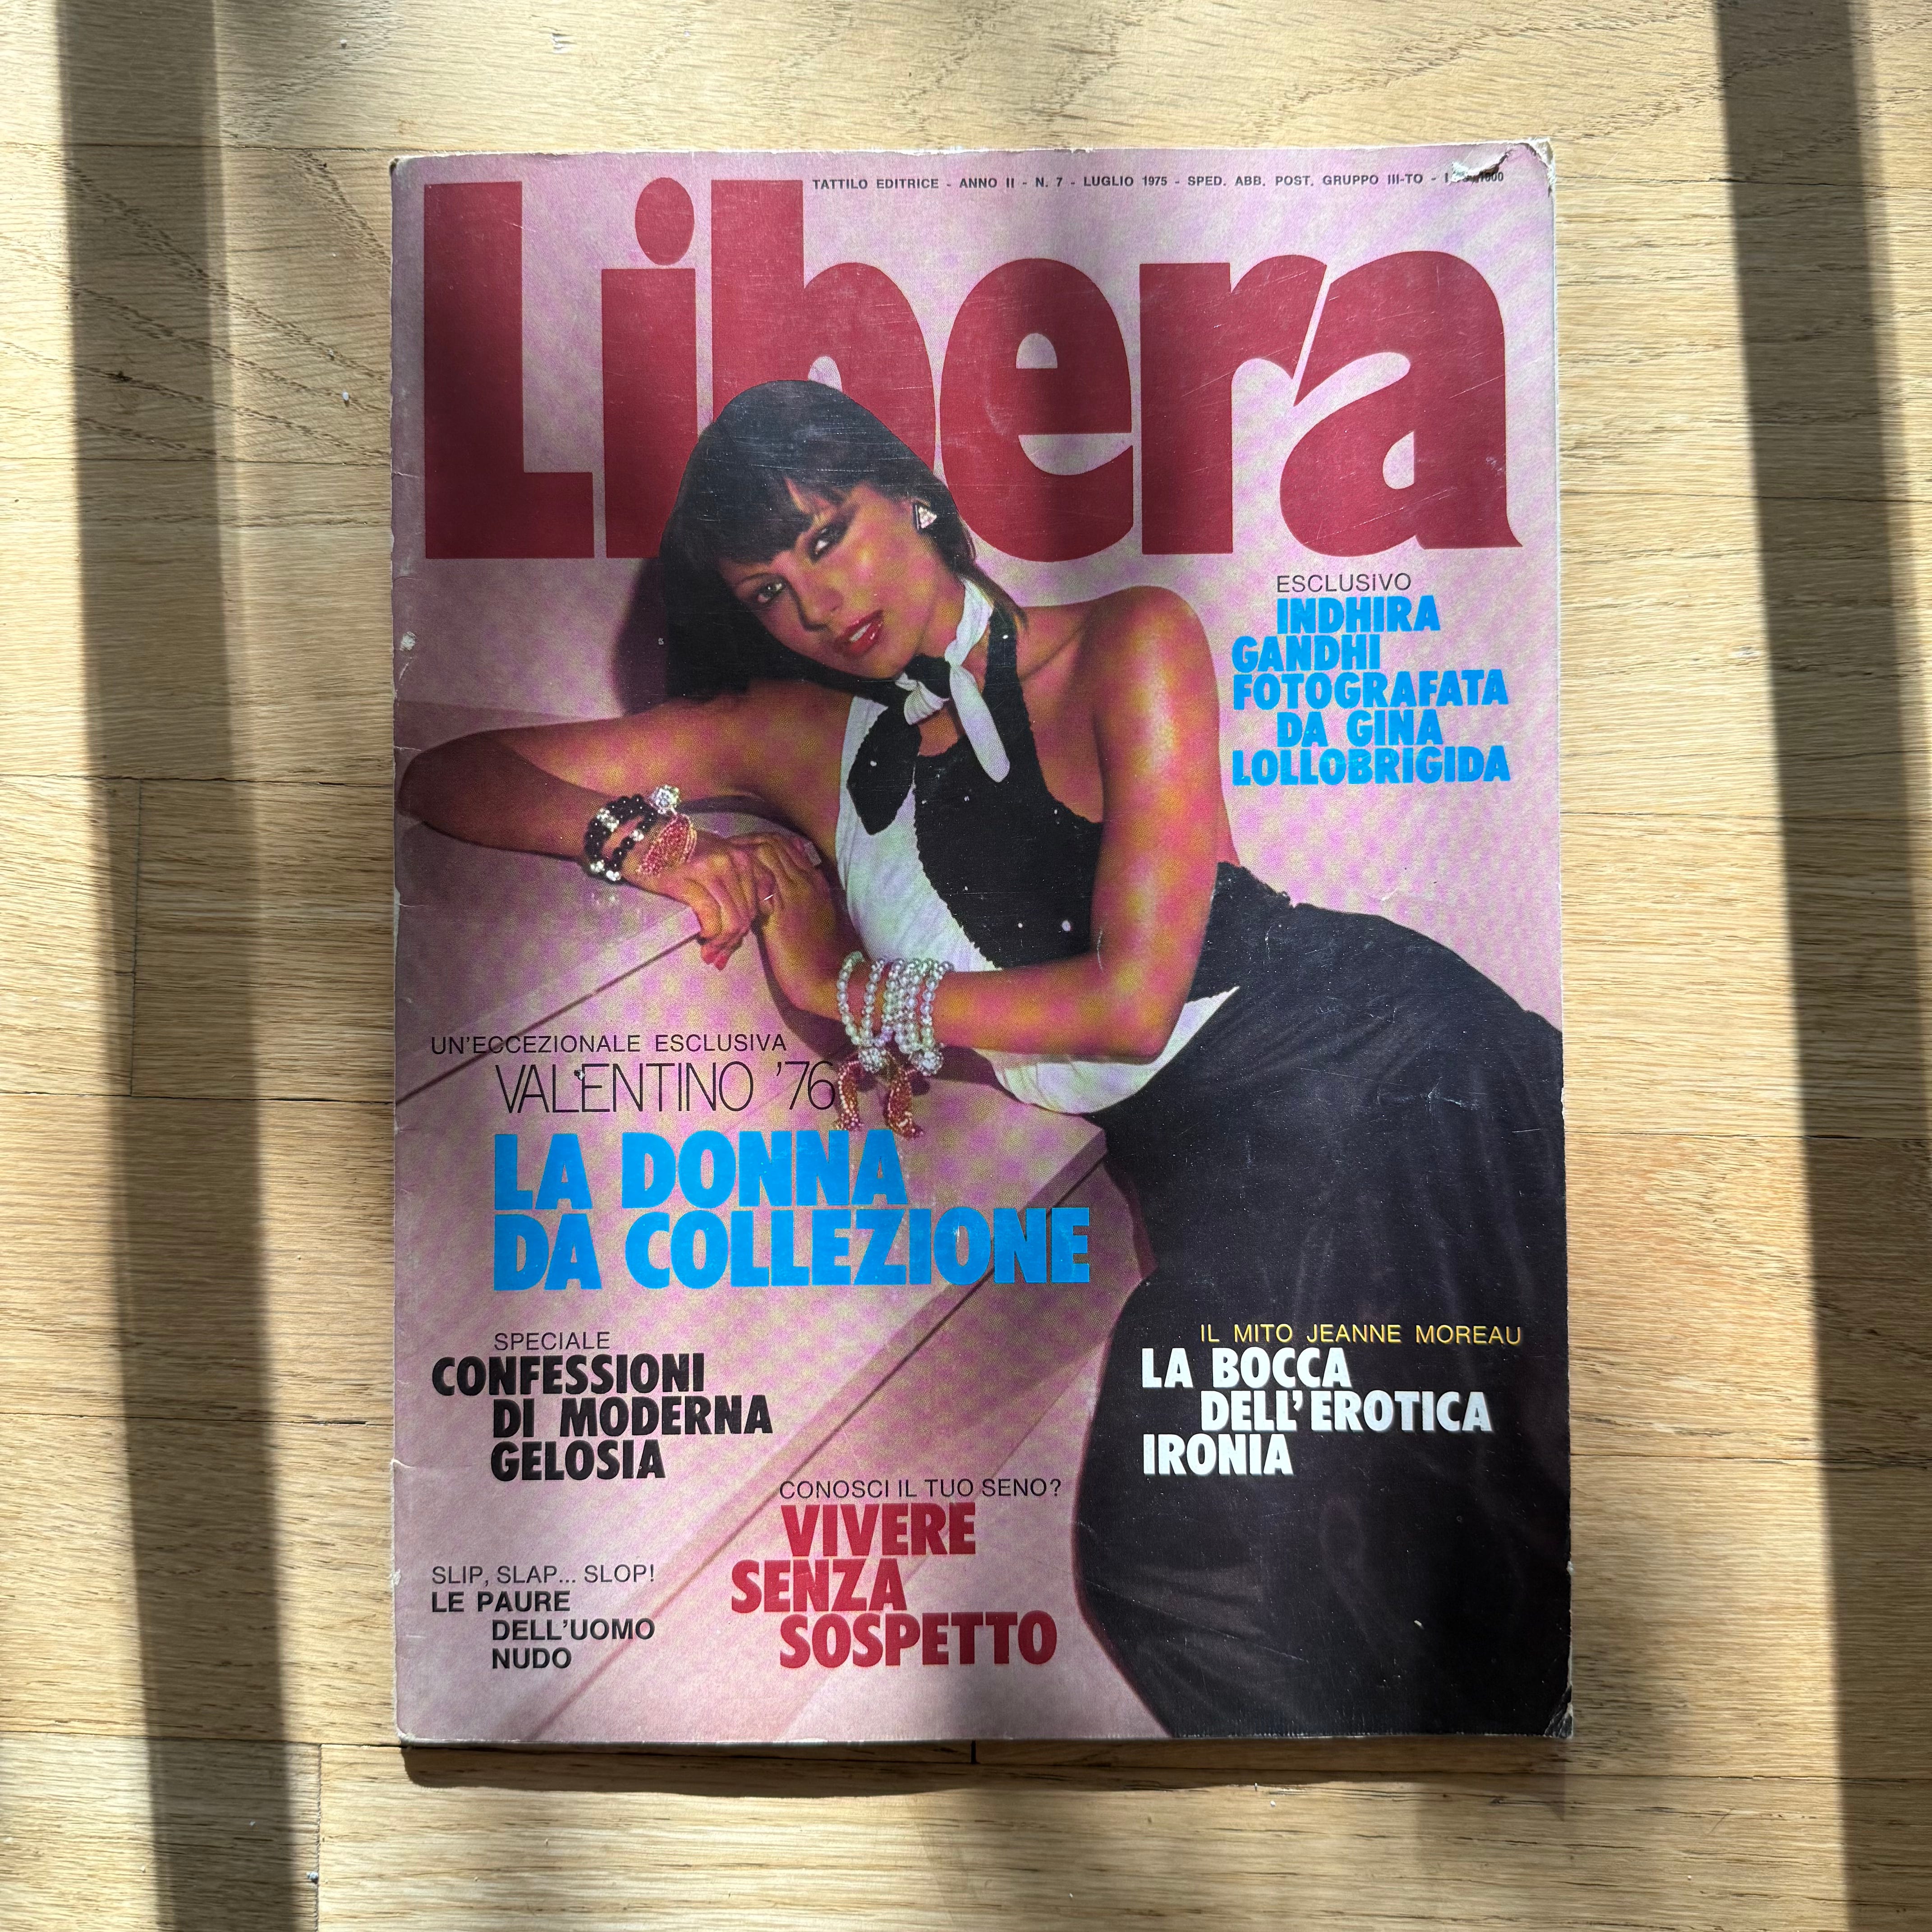 TATTILO EDITRICE - ANNO II - N. 7 - LUGLIO 1975 - SPED. ABB. POST. GRUPPO III-TO -
Libera
ESCLUSIVO
INDHIRA
GANDHI
FOTOGRAFATA
DA GINA
LOLLOBRIGIDA
UN'ECCEZIONALE ESCLUSIVA
VALENTINO '76
LA DONNA
DA COLLEZIONE
SPECIALE
CONFESSIONI
DI MODERNA
GELOSIA
IL MITO JEANNE MOREAU
LA BOCCA
DELL'EROTICA
IRONIA
CONOSCI IL TUO SENO?
VIVERE
SENZA
SOSPETTO
SLIP, SLAP... SLOP!
LE PAURE
DELL'UOMO
NUDO